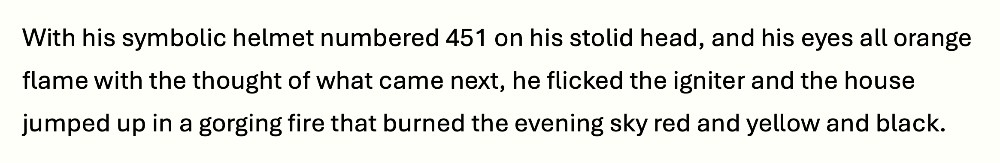 With his symbolic helmet numbered 451 on his stolid head, and his eyes all orange
flame with the thought of what came next, he flicked the igniter and the house
jumped up in a gorging fire that burned the evening sky red and yellow and black.